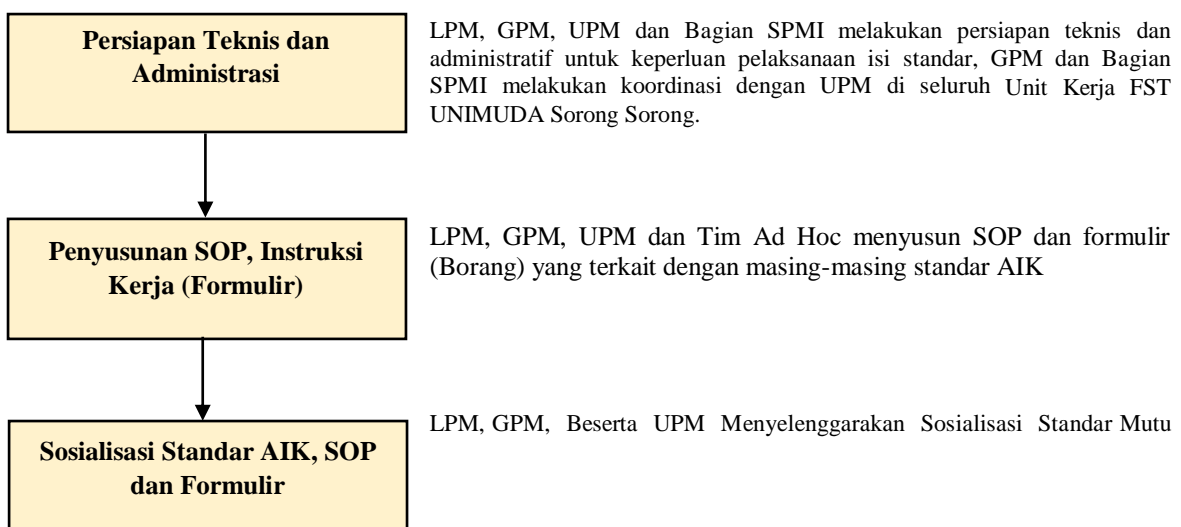 Persiapan Teknis dan
Administrasi
LPM, GPM, UPM dan Bagian SPMI melakukan persiapan teknis dan
administratif untuk keperluan pelaksanaan isi standar, GPM dan Bagian
SPMI melakukan koordinasi dengan UPM di seluruh Unit Kerja FST
UNIMUDA Sorong Sorong.
Penyusunan SOP, Instruksi
Kerja (Formulir)
LPM, GPM, UPM dan Tim Ad Hoc menyusun SOP dan formulir
(Borang) yang terkait dengan masing-masing standar AIK
Sosialisasi Standar AIK, SOP
dan Formulir
LPM, GPM, Beserta UPM Menyelenggarakan Sosialisasi Standar Mutu